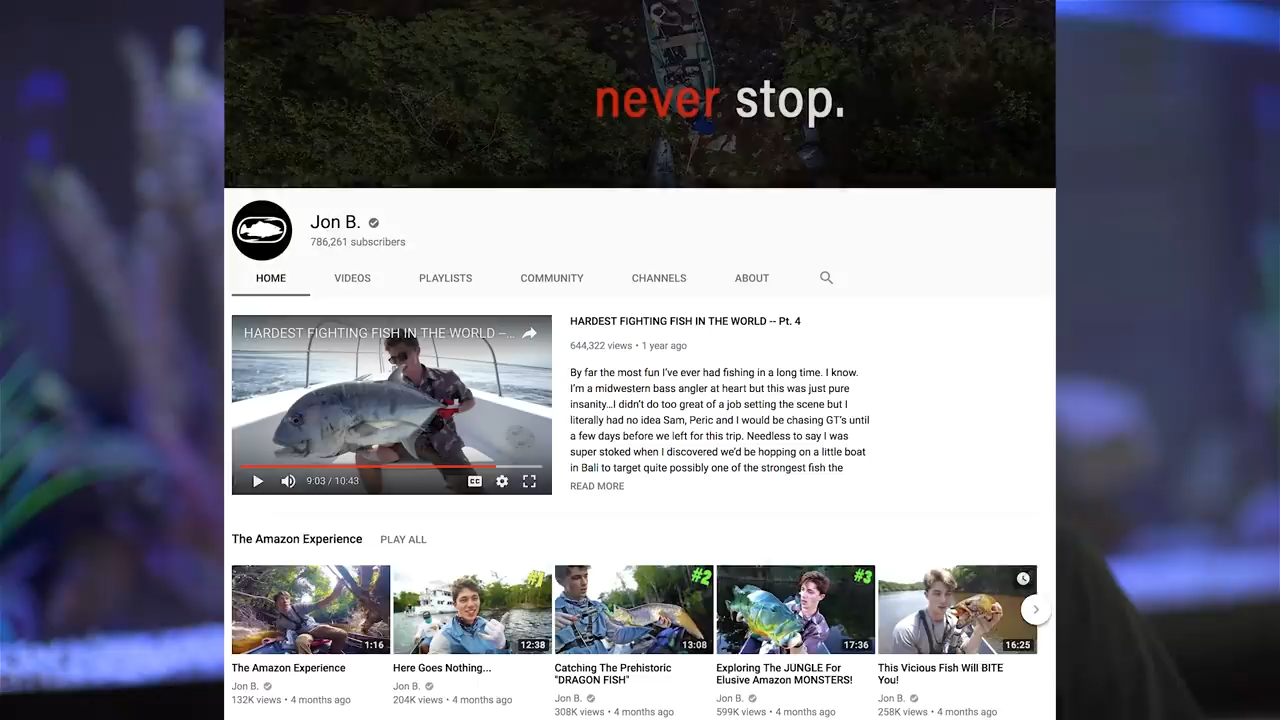 never stop.
Jon B.
786,261 subscribers
HOME VIDEOS PLAYLISTS COMMUNITY CHANNELS ABOUT
HARDEST FIGHTING FISH IN THE WORLD –...
9:03 / 10:43
CC
HARDEST FIGHTING FISH IN THE WORLD -- Pt. 4
644,322 views • 1 year ago
By far the most fun I've ever had fishing in a long time. I know.
I'm a midwestern bass angler at heart but this was just pure
insanity...I didn't do too great of a job setting the scene but I
literally had no idea Sam, Peric and I would be chasing GT's until
a few days before we left for this trip. Needless to say I was
super stoked when I discovered we'd be hopping on a little boat
in Bali to target quite possibly one of the strongest fish the
READ MORE
The Amazon Experience PLAY ALL
1:16
The Amazon Experience
Jon B.
132K views • 4 months ago
#1
12:38
Here Goes Nothing...
Jon B.
204K views • 4 months ago
#2
13:08
Catching The Prehistoric
"DRAGON FISH"
Jon B.
308K views • 4 months ago
#3
17:36
Exploring The JUNGLE For
Elusive Amazon MONSTERS!
Jon B.
599K views • 4 months ago
16:25
This Vicious Fish Will BITE
You!
Jon B.
258K views • 4 months ago